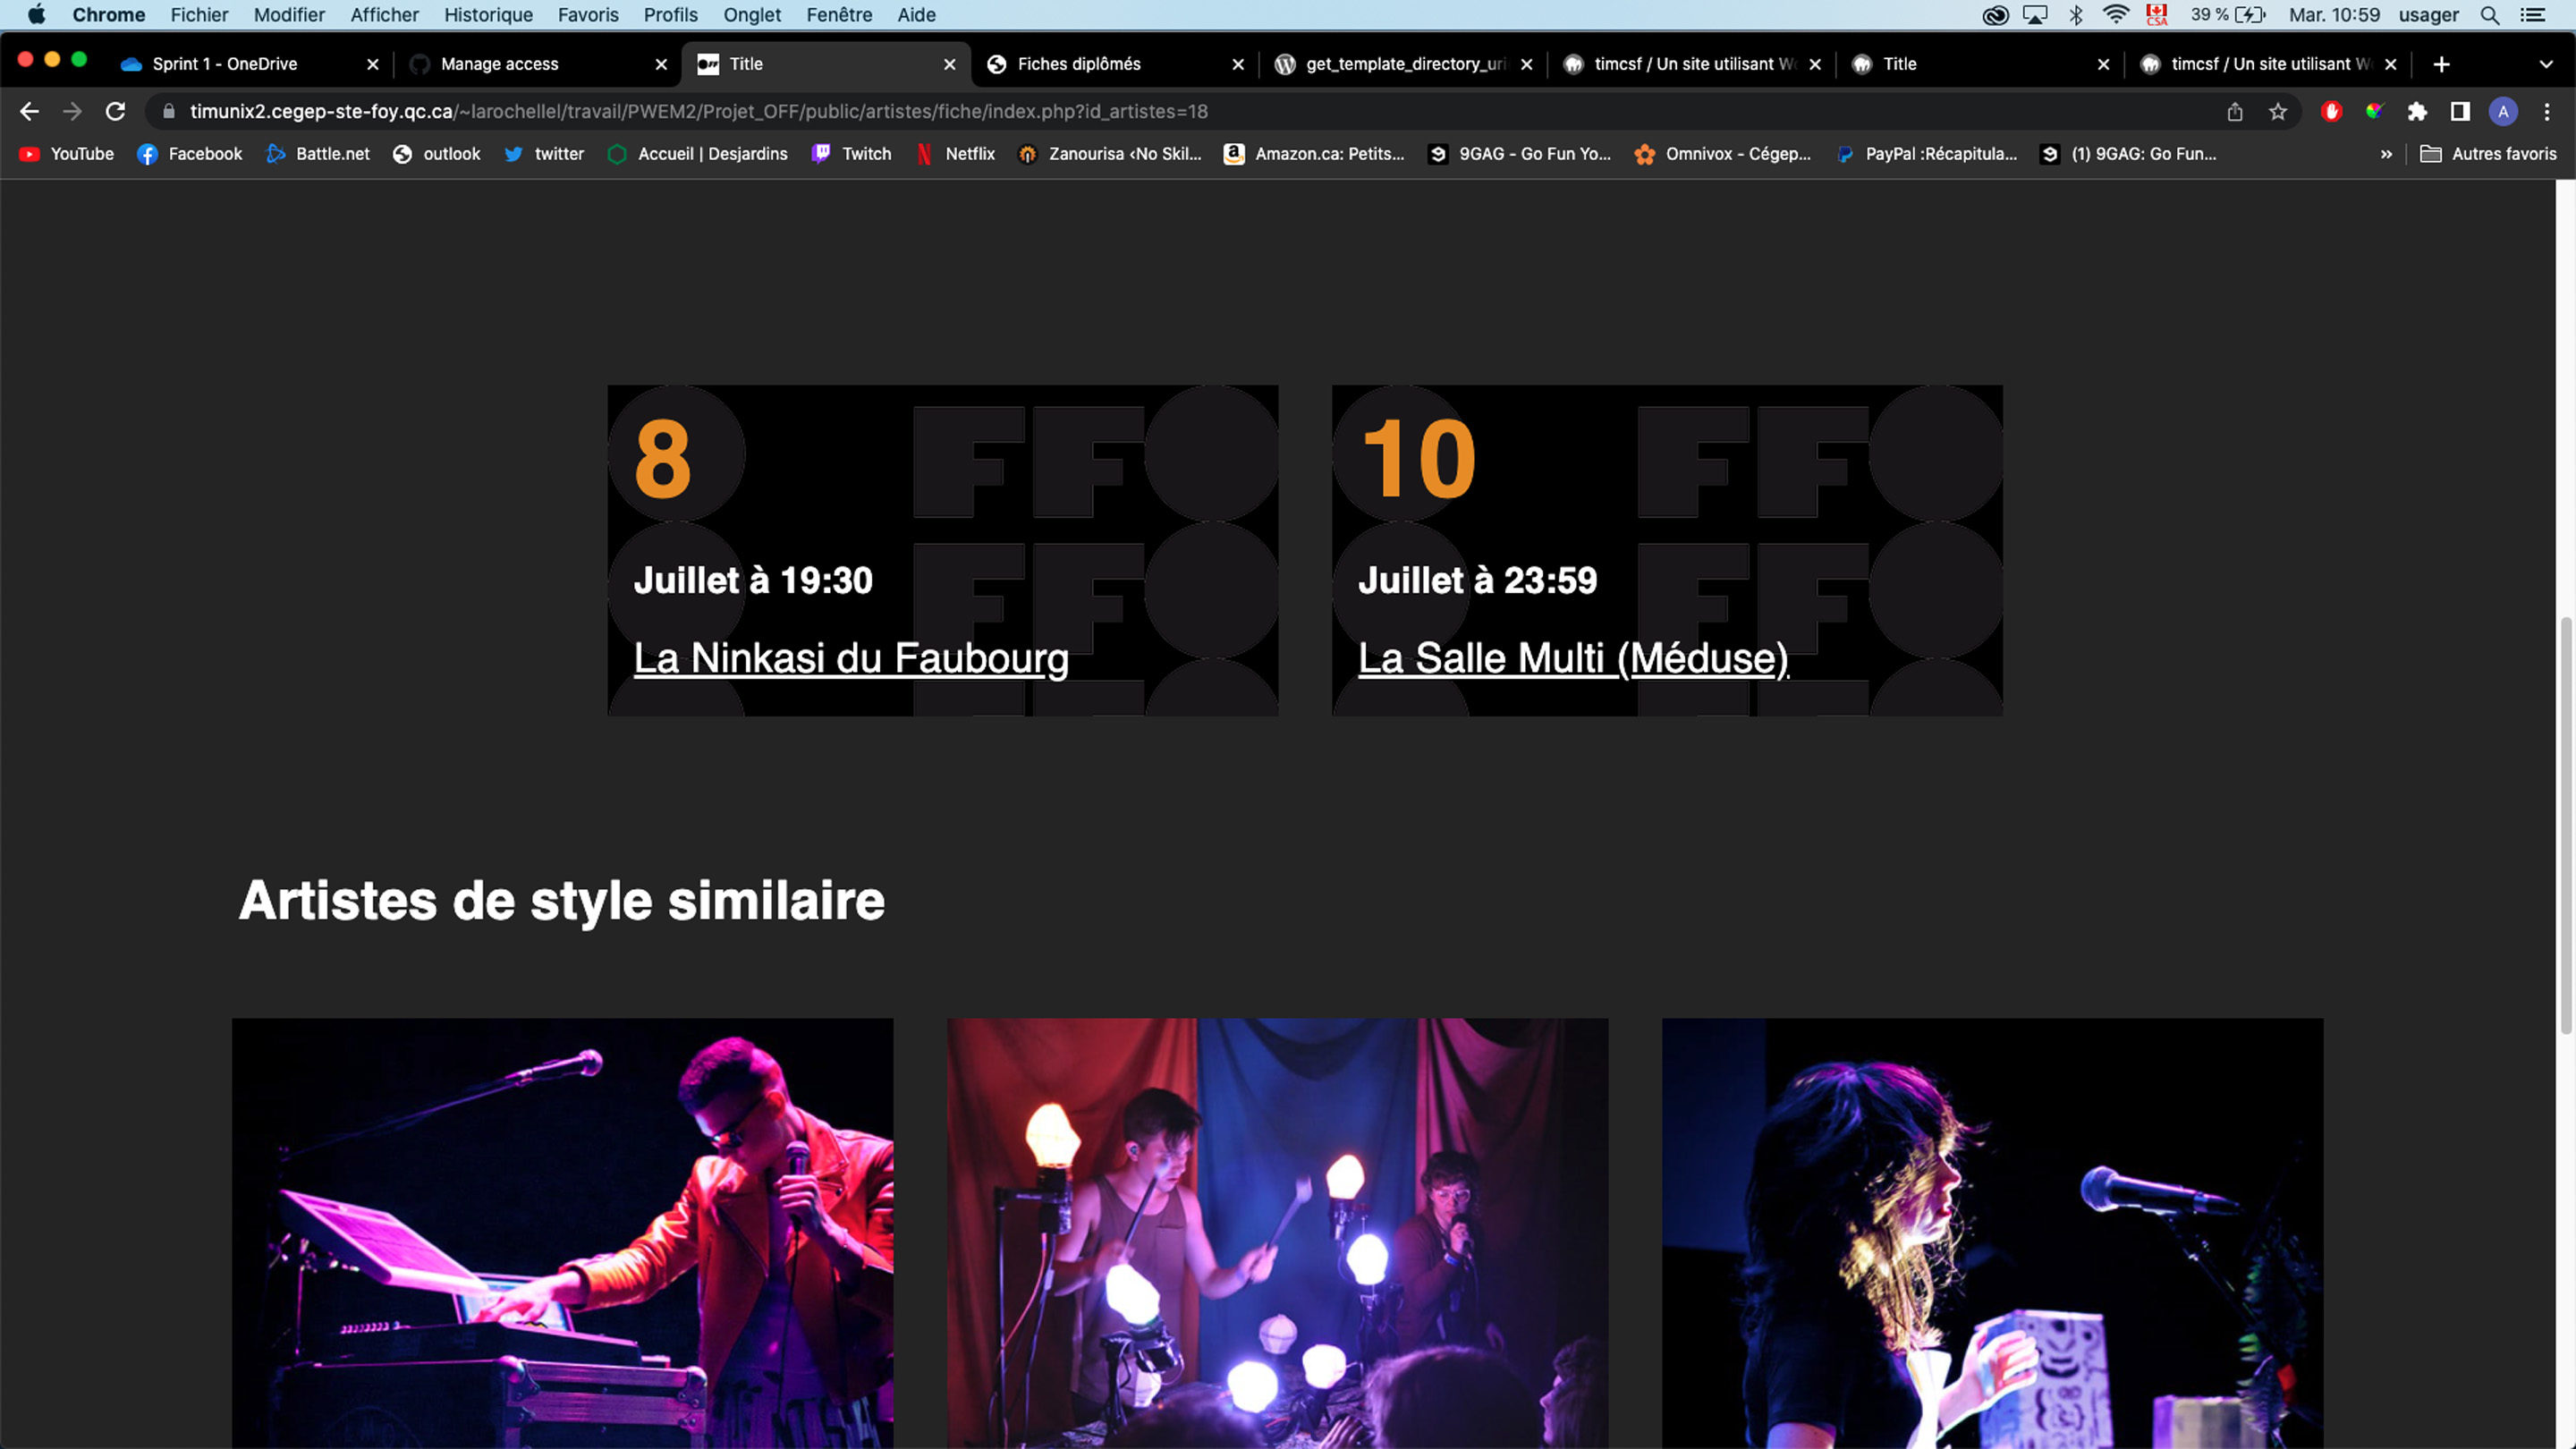 Chrome Fichier Modifier Afficher Historique Favoris Profils Onglet Fenêtre Aide CSA 39 % Mar. 10:59 usager
Sprint 1 - OneDrive Manage access OFF Title Fiches diplômés get_template_directory_uri timcsf / Un site utilisant Wo Title timcsf / Un site utilisant W
timunix2.cegep-ste-foy.qc.ca/~larochellel/travail/PWEM2/Projet_OFF/public/artistes/fiche/index.php?id_artistes=18 A
YouTube Facebook Battle.net outlook twitter Accueil | Desjardins Twitch Netflix Zanourisa ‹No Skil... Amazon.ca: Petits... 9GAG - Go Fun Yo... Omnivox - Cégep... PayPal :Récapitula... (1) 9GAG: Go Fun... » Autres favoris
8
Juillet à 19:30
La Ninkasi du Faubourg
10
Juillet à 23:59
La Salle Multi (Méduse)
Artistes de style similaire